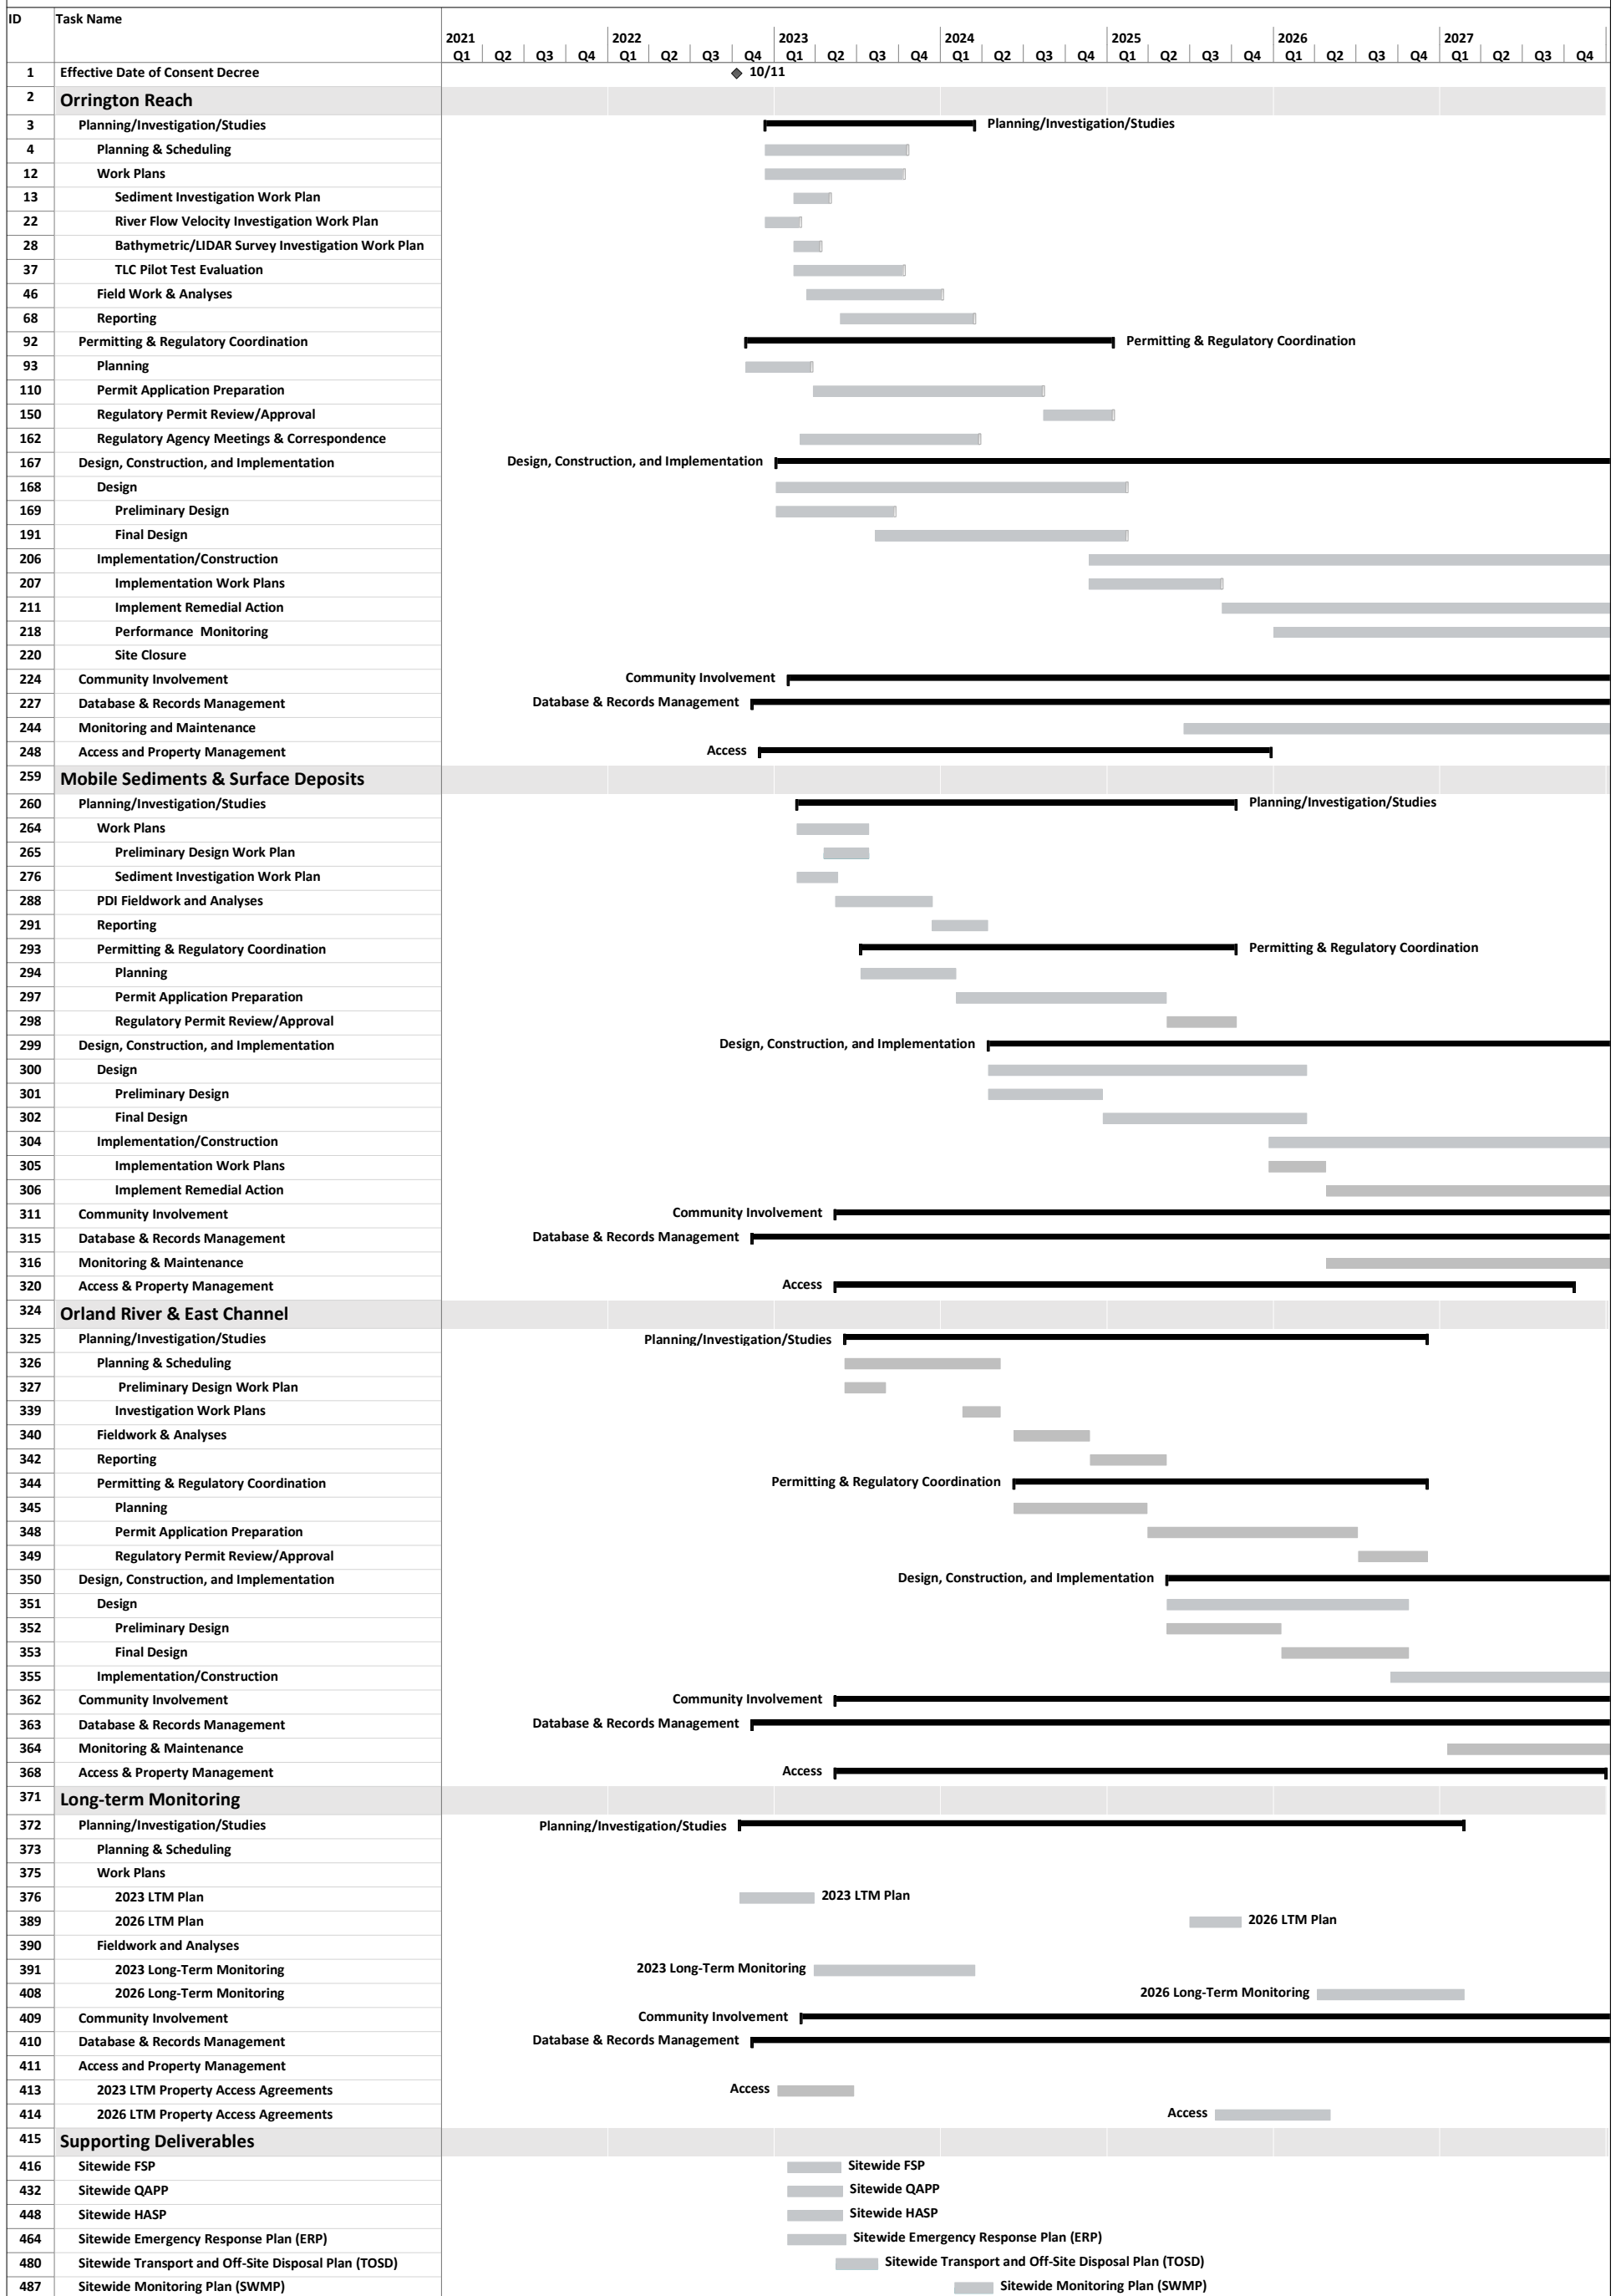 ID Task Name
2021 2022 2023 2024 2025 2026 2027
Q1 Q2 Q3 Q4 Q1 Q2 Q3 Q4 Q1 Q2 Q3 Q4 Q1 Q2 Q3 Q4 Q1 Q2 Q3 Q4 Q1 Q2 Q3 Q4 Q1 Q2 Q3 Q4
1 Effective Date of Consent Decree 10/11
2 Orrington Reach
3 Planning/Investigation/Studies Planning/Investigation/Studies
4 Planning & Scheduling
12 Work Plans
13 Sediment Investigation Work Plan
22 River Flow Velocity Investigation Work Plan
28 Bathymetric/LIDAR Survey Investigation Work Plan
37 TLC Pilot Test Evaluation
46 Field Work & Analyses
68 Reporting
92 Permitting & Regulatory Coordination Permitting & Regulatory Coordination
93 Planning
110 Permit Application Preparation
150 Regulatory Permit Review/Approval
162 Regulatory Agency Meetings & Correspondence
167 Design, Construction, and Implementation Design, Construction, and Implementation
168 Design
169 Preliminary Design
191 Final Design
206 Implementation/Construction
207 Implementation Work Plans
211 Implement Remedial Action
218 Performance Monitoring
220 Site Closure
224 Community Involvement Community Involvement
227 Database & Records Management Database & Records Management
244 Monitoring and Maintenance
248 Access and Property Management Access
259 Mobile Sediments & Surface Deposits
260 Planning/Investigation/Studies Planning/Investigation/Studies
264 Work Plans
265 Preliminary Design Work Plan
276 Sediment Investigation Work Plan
288 PDI Fieldwork and Analyses
291 Reporting
293 Permitting & Regulatory Coordination Permitting & Regulatory Coordination
294 Planning
297 Permit Application Preparation
298 Regulatory Permit Review/Approval
299 Design, Construction, and Implementation Design, Construction, and Implementation
300 Design
301 Preliminary Design
302 Final Design
304 Implementation/Construction
305 Implementation Work Plans
306 Implement Remedial Action
311 Community Involvement Community Involvement
315 Database & Records Management Database & Records Management
316 Monitoring & Maintenance
320 Access & Property Management Access
324 Orland River & East Channel
325 Planning/Investigation/Studies Planning/Investigation/Studies
326 Planning & Scheduling
327 Preliminary Design Work Plan
339 Investigation Work Plans
340 Fieldwork & Analyses
342 Reporting
344 Permitting & Regulatory Coordination Permitting & Regulatory Coordination
345 Planning
348 Permit Application Preparation
349 Regulatory Permit Review/Approval
350 Design, Construction, and Implementation Design, Construction, and Implementation
351 Design
352 Preliminary Design
353 Final Design
355 Implementation/Construction
362 Community Involvement Community Involvement
363 Database & Records Management Database & Records Management
364 Monitoring & Maintenance
368 Access & Property Management Access
371 Long-term Monitoring
372 Planning/Investigation/Studies Planning/Investigation/Studies
373 Planning & Scheduling
375 Work Plans
376 2023 LTM Plan 2023 LTM Plan
389 2026 LTM Plan 2026 LTM Plan
390 Fieldwork and Analyses
391 2023 Long-Term Monitoring 2023 Long-Term Monitoring
408 2026 Long-Term Monitoring 2026 Long-Term Monitoring
409 Community Involvement Community Involvement
410 Database & Records Management Database & Records Management
411 Access and Property Management
413 2023 LTM Property Access Agreements Access
414 2026 LTM Property Access Agreements Access
415 Supporting Deliverables
416 Sitewide FSP Sitewide FSP
432 Sitewide QAPP Sitewide QAPP
448 Sitewide HASP Sitewide HASP
464 Sitewide Emergency Response Plan (ERP) Sitewide Emergency Response Plan (ERP)
480 Sitewide Transport and Off-Site Disposal Plan (TOSD) Sitewide Transport and Off-Site Disposal Plan (TOSD)
487 Sitewide Monitoring Plan (SWMP) Sitewide Monitoring Plan (SWMP)